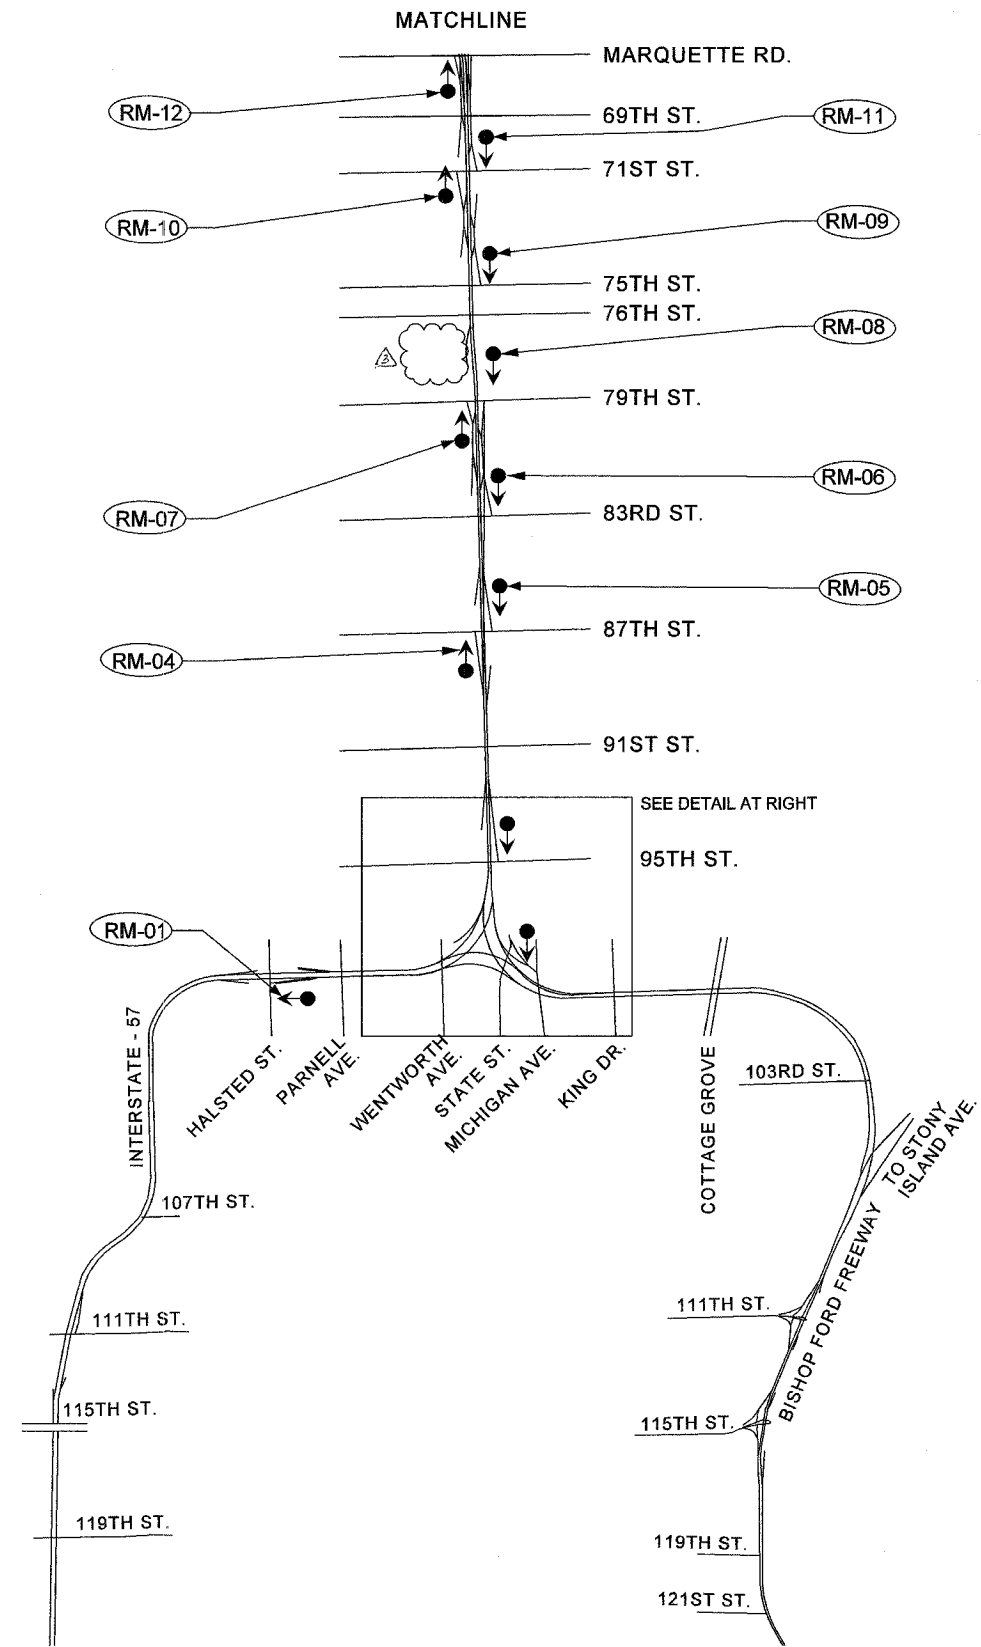 MATCHLINE
MARQUETTE RD.
RM-12
69TH ST.
RM-11
71ST ST.
RM-10
RM-09
75TH ST.
76TH ST.
RM-08
3
79TH ST.
RM-06
RM-07
83RD ST.
RM-05
87TH ST.
RM-04
91ST ST.
SEE DETAIL AT RIGHT
95TH ST.
RM-01
INTERSTATE - 57
HALSTED ST.
PARNELL
AVE.
WENTWORTH
AVE.
STATE ST.
MICHIGAN AVE.
KING DR.
COTTAGE GROVE
103RD ST.
TO STONY
ISLAND AVE.
107TH ST.
BISHOP FORD FREEWAY
111TH ST.
111TH ST.
115TH ST.
115TH ST.
119TH ST.
119TH ST.
121ST ST.